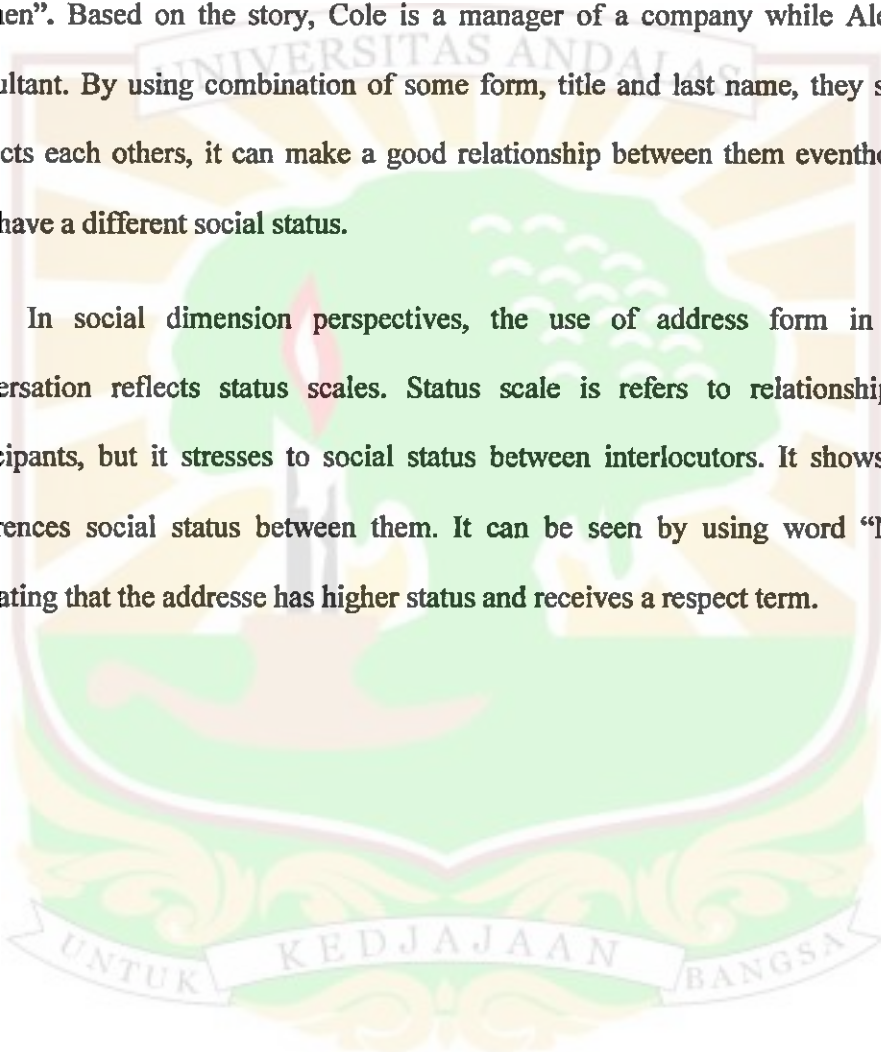 nen”. Based on the story, Cole is a manager of a company while Ale
UNIVERSITAS ANDALAS
ultant. By using combination of some form, title and last name, they s
cts each others, it can make a good relationship between them eventho
have a different social status.
In social dimension perspectives, the use of address form in
ersation reflects status scales. Status scale is refers to relationshi
cipants, but it stresses to social status between interlocutors. It shows
rences social status between them. It can be seen by using word “
ating that the addresse has higher status and receives a respect term.
UNTUK KEDJAJAAN BANGSA